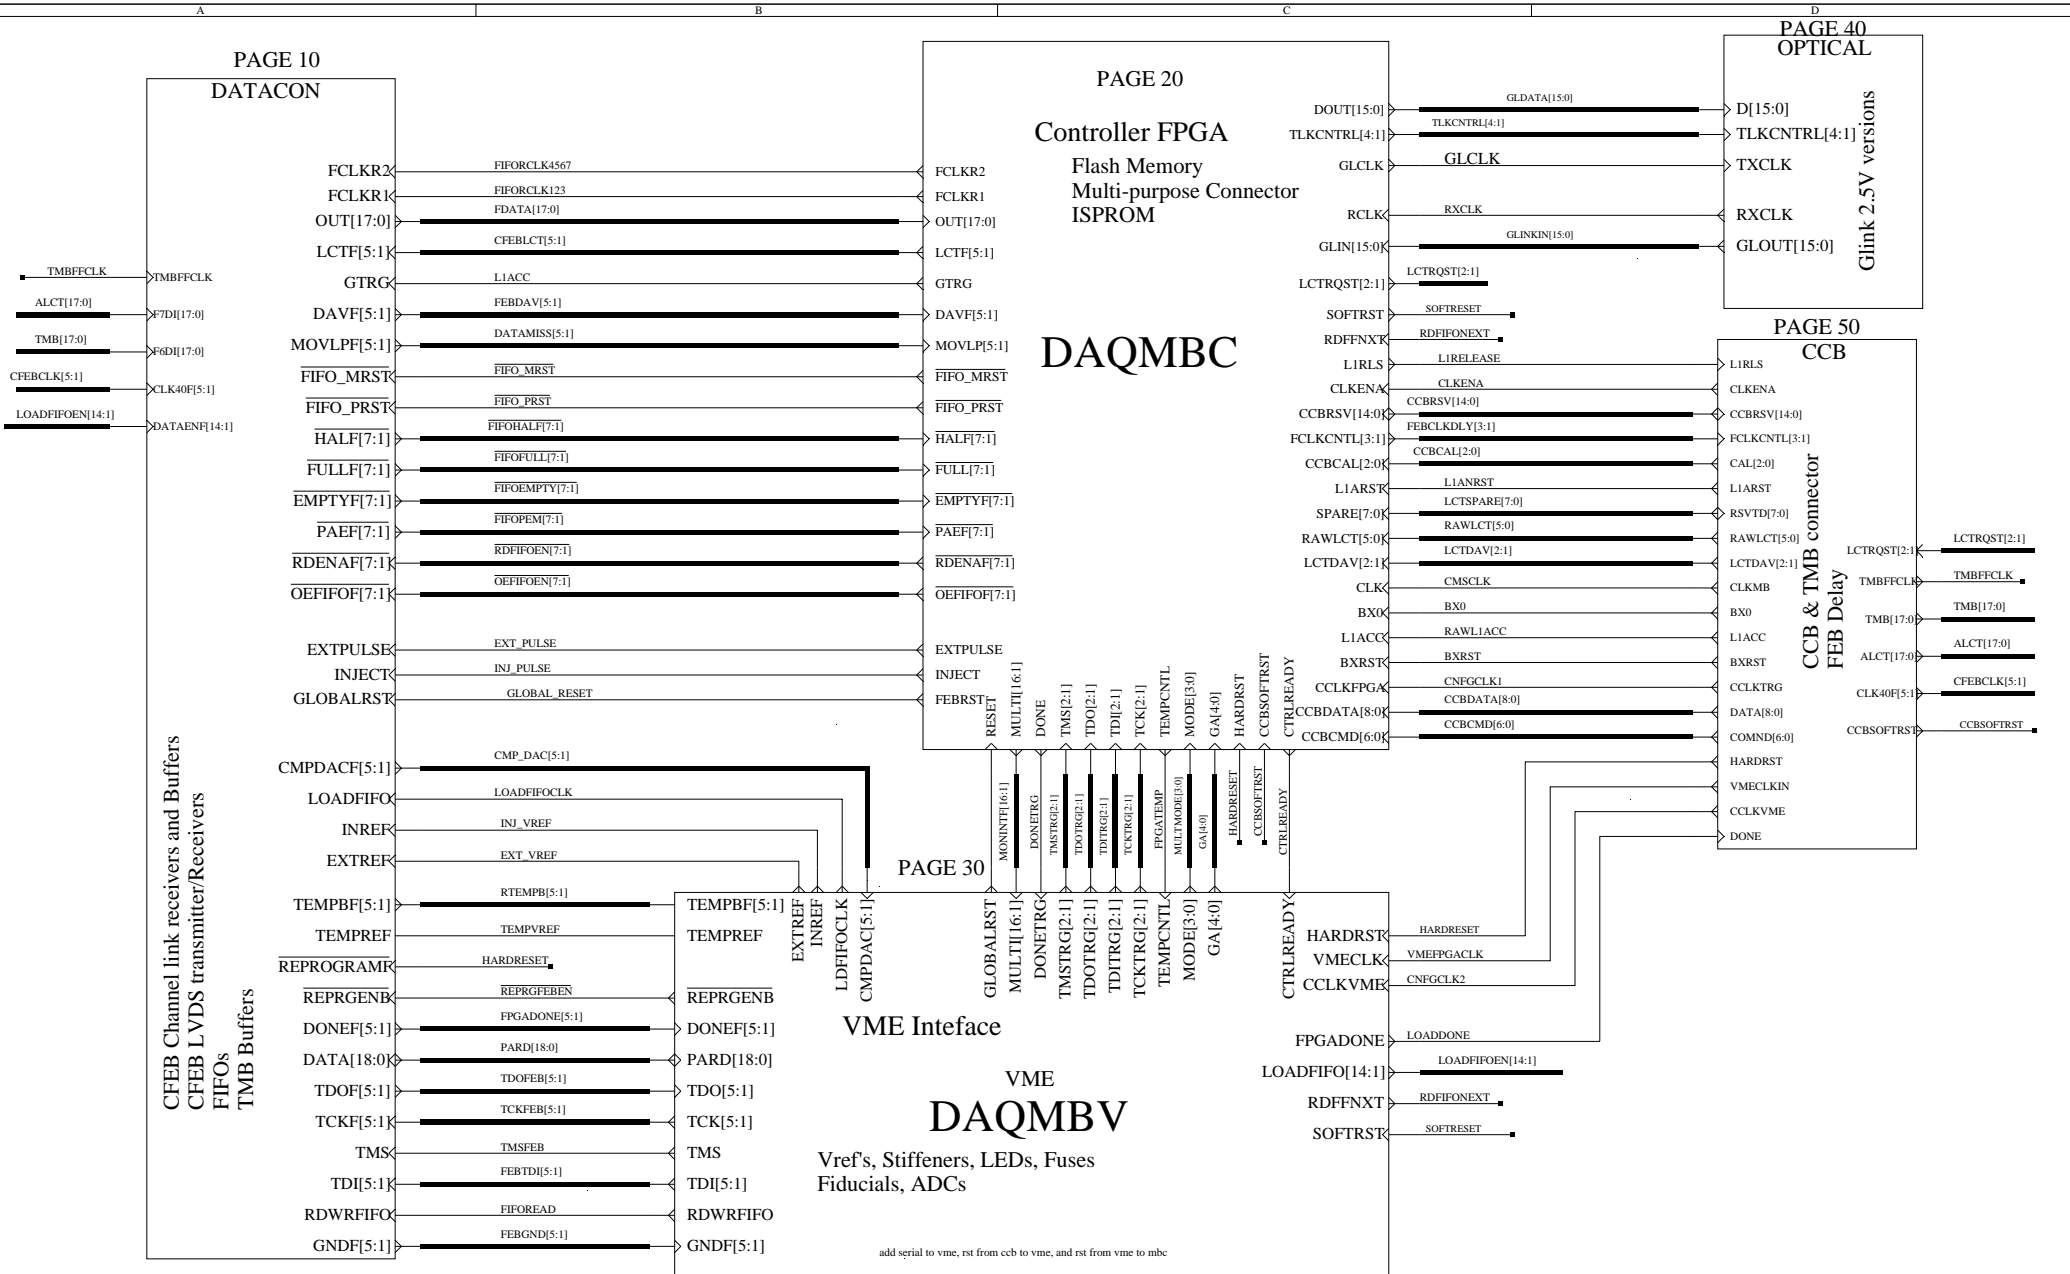 A
B
C
D
PAGE 10
DATACON
FCLKR2
FCLKR1
OUT[17:0]
LCTF[5:1]
GTRG
DAVF[5:1]
MOVLPF[5:1]
FIFO_MRST
FIFO_PRST
HALF[7:1]
FULLF[7:1]
EMPTYF[7:1]
PAEF[7:1]
RDENAF[7:1]
OEFIFOF[7:1]
EXTPULSE
INJECT
GLOBALRST
CMPDACF[5:1]
LOADFIFO
INREF
EXTREF
TEMPBF[5:1]
TEMPREF
REPROGRAMF
REPRGENB
DONEF[5:1]
DATA[18:0]
TDOF[5:1]
TCKF[5:1]
TMS
TDI[5:1]
RDWRFIFO
GNDF[5:1]
TMBFFCLK
TMBFFCLK
ALCT[17:0]
F7DI[17:0]
TMB[17:0]
F6DI[17:0]
CFEBCLK[5:1]
CLK40F[5:1]
LOADFIFOEN[14:1]
DATAENF[14:1]
CFEB Channel link receivers and Buffers
CFEB LVDS transmitter/Receivers
FIFOs
TMB Buffers
FIFORCLK4567
FIFORCLK123
FDATA[17:0]
CFEBLCT[5:1]
L1ACC
FEBDAV[5:1]
DATAMISS[5:1]
FIFO_MRST
FIFO_PRST
FIFOHALF[7:1]
FIFOFULL[7:1]
FIFOEMPTY[7:1]
FIFOPEM[7:1]
RDFIFOEN[7:1]
OEFIFOEN[7:1]
EXT_PULSE
INJ_PULSE
GLOBAL_RESET
CMP_DAC[5:1]
LOADFIFOCLK
INJ_VREF
EXT_VREF
RTEMPB[5:1]
TEMPVREF
HARDRESET
REPRGFEBEN
FPGADONE[5:1]
PARD[18:0]
TDOFEB[5:1]
TCKFEB[5:1]
TMSFEB
FEBTDI[5:1]
FIFOREAD
FEBGND[5:1]
PAGE 20
Controller FPGA
Flash Memory
Multi-purpose Connector
ISPROM
DAQMBC
FCLKR2
FCLKR1
OUT[17:0]
LCTF[5:1]
GTRG
DAVF[5:1]
MOVLP[5:1]
FIFO_MRST
FIFO_PRST
HALF[7:1]
FULL[7:1]
EMPTYF[7:1]
PAEF[7:1]
RDENAF[7:1]
OEFIFOF[7:1]
EXTPULSE
INJECT
FEBRST
DOUT[15:0]
TLKCNTRL[4:1]
GLCLK
RCLK
GLIN[15:0]
LCTRQST[2:1]
SOFTRST
RDFFNXT
L1RLS
CLKENA
CCBRSV[14:0]
FCLKCNTL[3:1]
CCBCAL[2:0]
L1ARST
SPARE[7:0]
RAWLCT[5:0]
LCTDAV[2:1]
CLK
BX0
L1ACC
BXRST
CCLKFPGA
CCBDATA[8:0]
CCBCMD[6:0]
RESET
MULTI[16:1]
DONE
TMS[2:1]
TDO[2:1]
TDI[2:1]
TCK[2:1]
TEMPCNTL
MODE[3:0]
GA[4:0]
HARDRST
CCBSOFTRST
CTRLREADY
MONINTF[16:1]
DONETRG
TMSTRG[2:1]
TDOTRG[2:1]
TDITRG[2:1]
TCKTRG[2:1]
FPGATEMP
MULTMODE[3:0]
GA[4:0]
HARDRESET
CCBSOFTRST
CTRLREADY
GLDATA[15:0]
TLKCNTRL[4:1]
GLCLK
RXCLK
GLINKIN[15:0]
LCTRQST[2:1]
SOFTRESET
RDFIFONEXT
L1RELEASE
CLKENA
CCBRSV[14:0]
FEBCLKDLY[3:1]
CCBCAL[2:0]
L1ANRST
LCTSPARE[7:0]
RAWLCT[5:0]
LCTDAV[2:1]
CMSCLK
BX0
RAWL1ACC
BXRST
CNFGCLK1
CCBDATA[8:0]
CCBCMD[6:0]
PAGE 40
OPTICAL
D[15:0]
TLKCNTRL[4:1]
TXCLK
RXCLK
GLOUT[15:0]
Glink 2.5V versions
PAGE 50
CCB
L1RLS
CLKENA
CCBRSV[14:0]
FCLKCNTL[3:1]
CAL[2:0]
L1ARST
RSVTD[7:0]
RAWLCT[5:0]
LCTDAV[2:1]
CLKMB
BX0
L1ACC
BXRST
CCLKTRG
DATA[8:0]
COMND[6:0]
HARDRST
VMECLKIN
CCLKVME
DONE
CCB & TMB connector
FEB Delay
LCTRQST[2:1]
TMBFFCLK
TMB[17:0]
ALCT[17:0]
CLK40F[5:1]
CCBSOFTRST
LCTRQST[2:1]
TMBFFCLK
TMB[17:0]
ALCT[17:0]
CFEBCLK[5:1]
CCBSOFTRST
PAGE 30
TEMPBF[5:1]
TEMPREF
REPRGENB
DONEF[5:1]
PARD[18:0]
TDO[5:1]
TCK[5:1]
TMS
TDI[5:1]
RDWRFIFO
GNDF[5:1]
EXTREF
INREF
LDFIFOCLK
CMPDAC[5:1]
GLOBALRST
MULTI[16:1]
DONETRG
TMSTRG[2:1]
TDOTRG[2:1]
TDITRG[2:1]
TCKTRG[2:1]
TEMPCNTL
MODE[3:0]
GA[4:0]
CTRLREADY
VME Inteface
VME
DAQMBV
Vref's, Stiffeners, LEDs, Fuses
Fiducials, ADCs
add serial to vme, rst from ccb to vme, and rst from vme to mbc
HARDRST
VMECLK
CCLKVME
FPGADONE
LOADFIFO[14:1]
RDFFNXT
SOFTRST
HARDRESET
VMEFPGACLK
CNFGCLK2
LOADDONE
LOADFIFOEN[14:1]
RDFIFONEXT
SOFTRESET